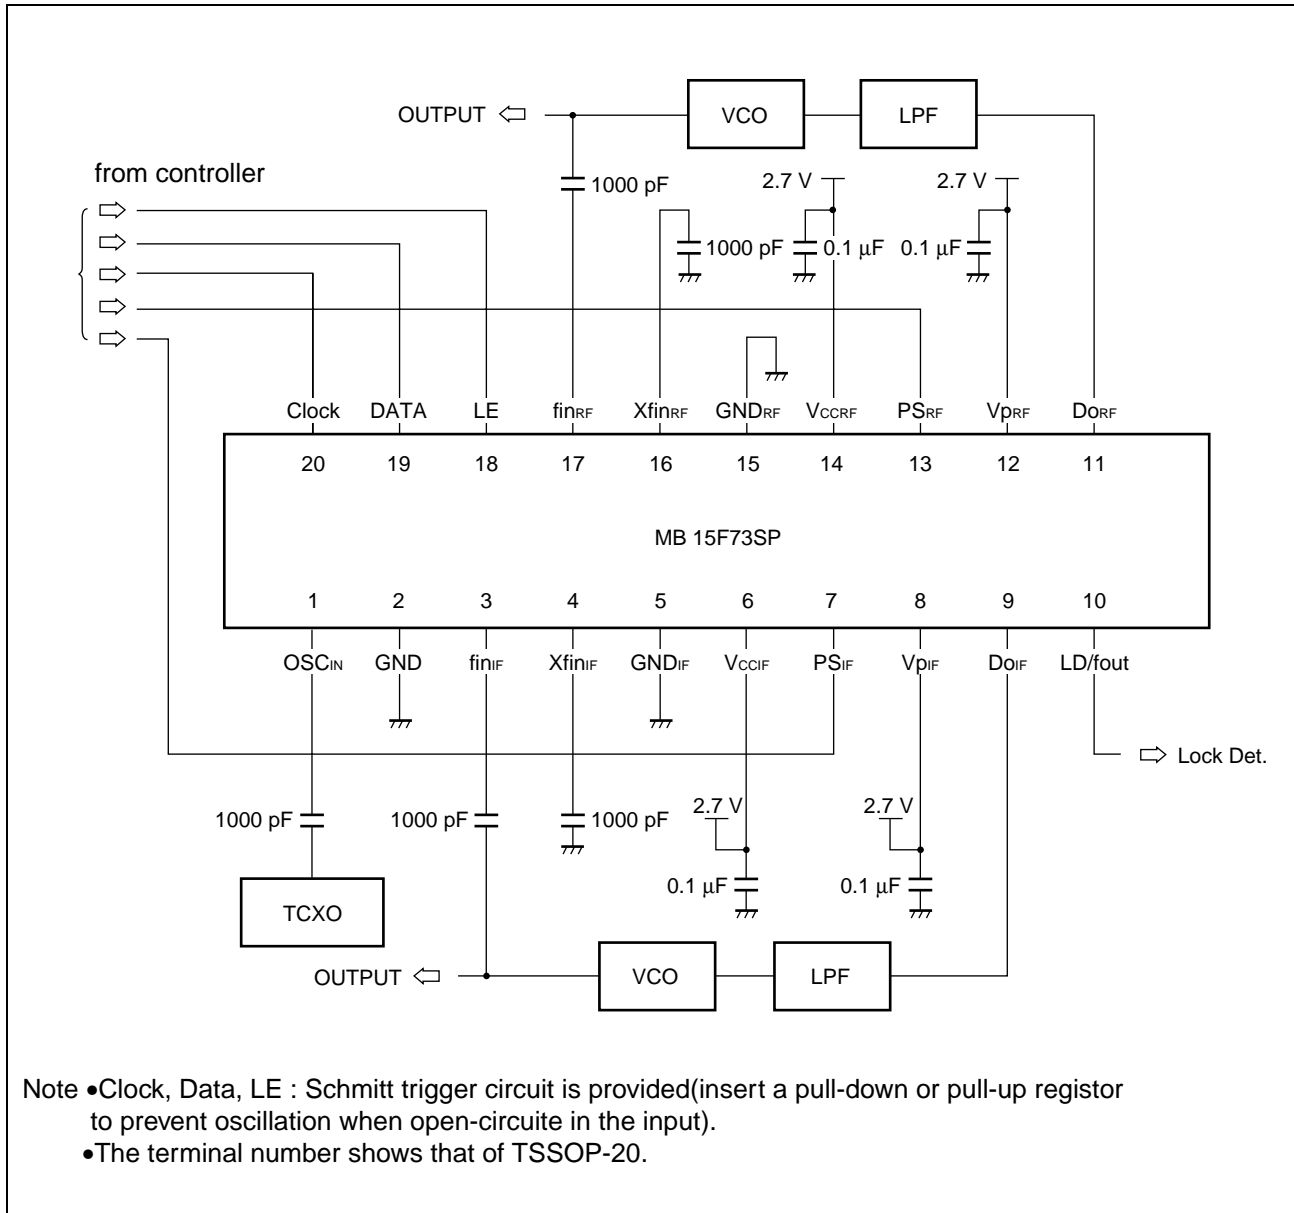 OUTPUT VCO LPF
from controller
1000 pF 2.7 V 2.7 V
1000 pF 0.1 μF 0.1 μF
Clock DATA LE finRF XfinRF GNDRF VCCRF PSRF VpRF DoRF
20 19 18 17 16 15 14 13 12 11
MB 15F73SP
1 2 3 4 5 6 7 8 9 10
OSCIN GND finIF XfinIF GNDIF VCCIF PSIF VpIF DoIF LD/fout
Lock Det.
1000 pF 1000 pF 1000 pF 2.7 V 2.7 V
0.1 μF 0.1 μF
TCXO
OUTPUT VCO LPF
Note •Clock, Data, LE : Schmitt trigger circuit is provided(insert a pull-down or pull-up registor
to prevent oscillation when open-circuite in the input).
•The terminal number shows that of TSSOP-20.